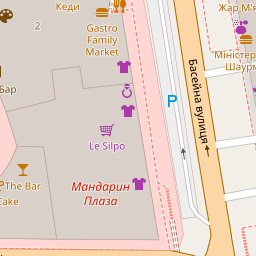 Кеди
Жар М'я
2
Gastro
Family
Market
Міністер
Шаурм
Бар
Басейна вулиця
P
Le Silpo
The Bar
Cake
Мандарин
Плаза